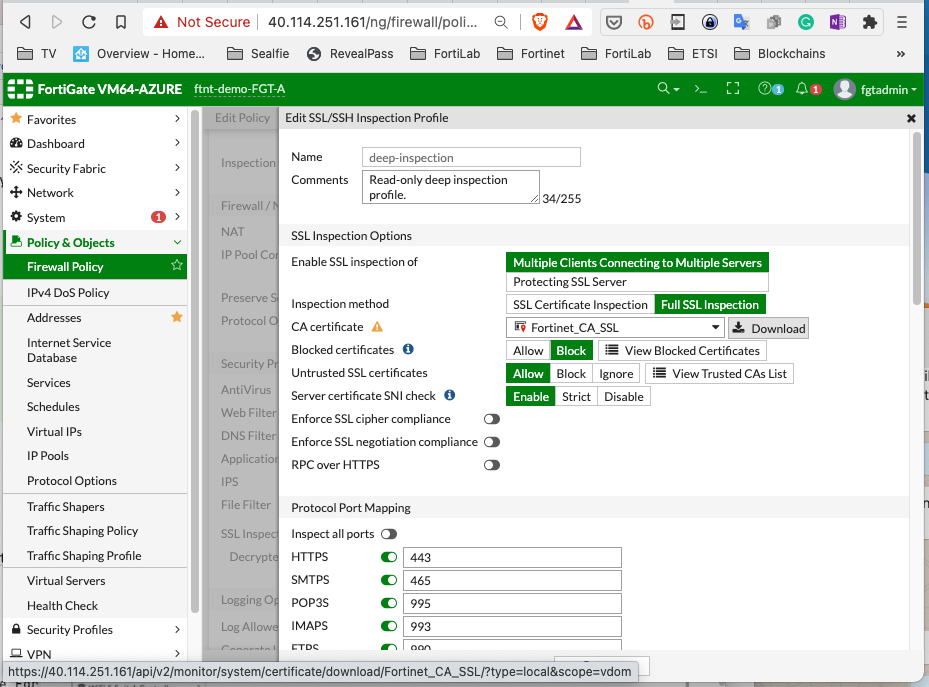 Not Secure
40.114.251.161/ng/firewall/poli...
TV
Overview - Home...
Sealfie
RevealPass
FortiLab
Fortinet
FortiLab
ETSI
Blockchains
»
FortiGate VM64-AZURE
ftnt-demo-FGT-A
>_
1
1
fgtadmin
Favorites
Dashboard
Security Fabric
Network
System
1
Policy & Objects
Firewall Policy
IPv4 DoS Policy
Addresses
Internet Service
Database
Services
Schedules
Virtual IPs
IP Pools
Protocol Options
Traffic Shapers
Traffic Shaping Policy
Traffic Shaping Profile
Virtual Servers
Health Check
Security Profiles
VPN
Edit Policy
Inspection
Firewall / N
NAT
IP Pool Con
Preserve S
Protocol O
Security Pr
AntiVirus
Web Filter
DNS Filter
Application
IPS
File Filter
SSL Inspect
Decrypte
Logging Op
Log Allowe
Edit SSL/SSH Inspection Profile
Name
deep-inspection
Comments
Read-only deep inspection
profile.
34/255
SSL Inspection Options
Enable SSL inspection of
Multiple Clients Connecting to Multiple Servers
Protecting SSL Server
Inspection method
SSL Certificate Inspection
Full SSL Inspection
CA certificate
Fortinet_CA_SSL
Download
Blocked certificates
Allow
Block
View Blocked Certificates
Untrusted SSL certificates
Allow
Block
Ignore
View Trusted CAs List
Server certificate SNI check
Enable
Strict
Disable
Enforce SSL cipher compliance
Enforce SSL negotiation compliance
RPC over HTTPS
Protocol Port Mapping
Inspect all ports
HTTPS
443
SMTPS
465
POP3S
995
IMAPS
993
FTPS
990
https://40.114.251.161/api/v2/monitor/system/certificate/download/Fortinet_CA_SSL/?type=local&scope=vdom